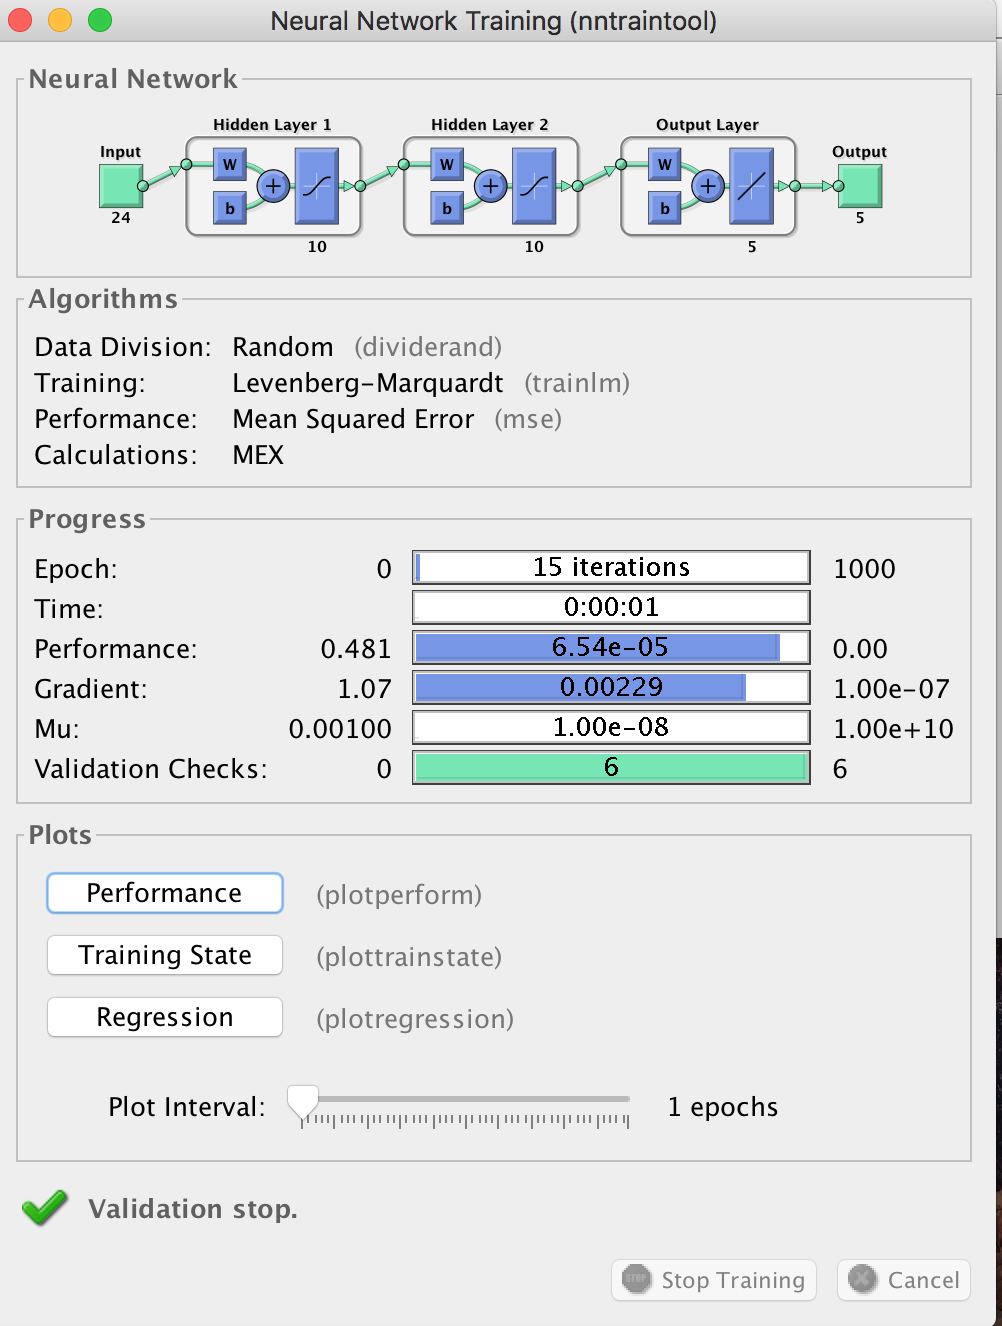 Neural Network Training (nntraintool)
Neural Network
Hidden Layer 1 Hidden Layer 2 Output Layer
Input Output
W W W
+ + +
b b b
24 5
10 10 5
Algorithms
Data Division: Random (dividerand)
Training: Levenberg-Marquardt (trainlm)
Performance: Mean Squared Error (mse)
Calculations: MEX
Progress
Epoch: 0 15 iterations 1000
Time: 0:00:01
Performance: 0.481 6.54e-05 0.00
Gradient: 1.07 0.00229 1.00e-07
Mu: 0.00100 1.00e-08 1.00e+10
Validation Checks: 0 6 6
Plots
Performance (plotperform)
Training State (plottrainstate)
Regression (plotregression)
Plot Interval: 1 epochs
Validation stop.
STOP Stop Training Cancel